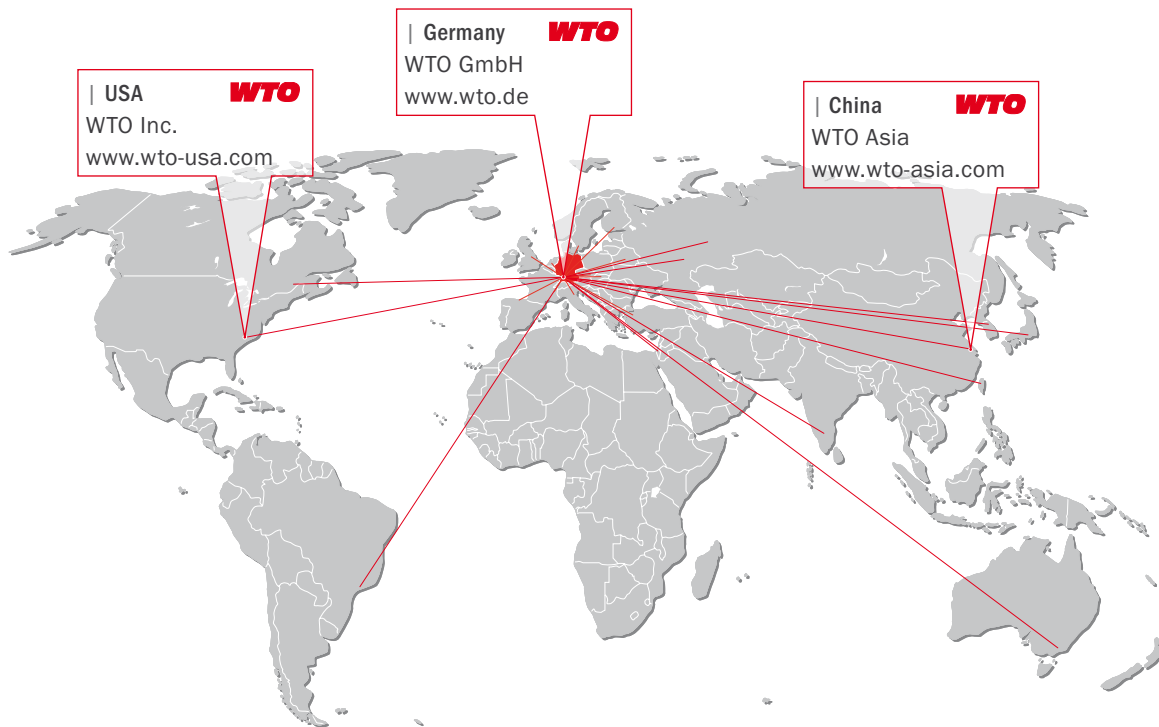 | USA WTO
WTO Inc.
www.wto-usa.com
| Germany WTO
WTO GmbH
www.wto.de
| China WTO
WTO Asia
www.wto-asia.com